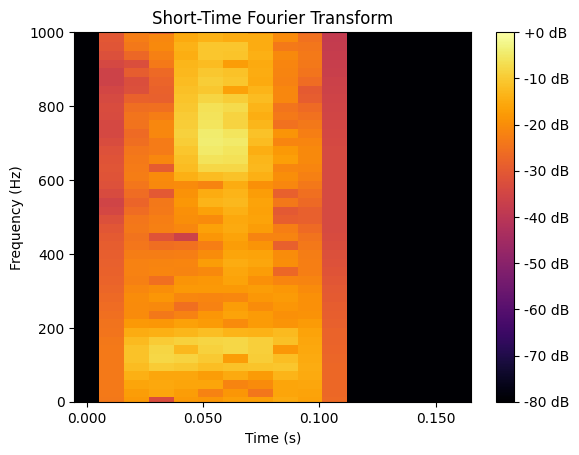 Short-Time Fourier Transform
1000
800
600
400
200
0
Frequency (Hz)
0.000
0.050
0.100
0.150
Time (s)
+0 dB
-10 dB
-20 dB
-30 dB
-40 dB
-50 dB
-60 dB
-70 dB
-80 dB